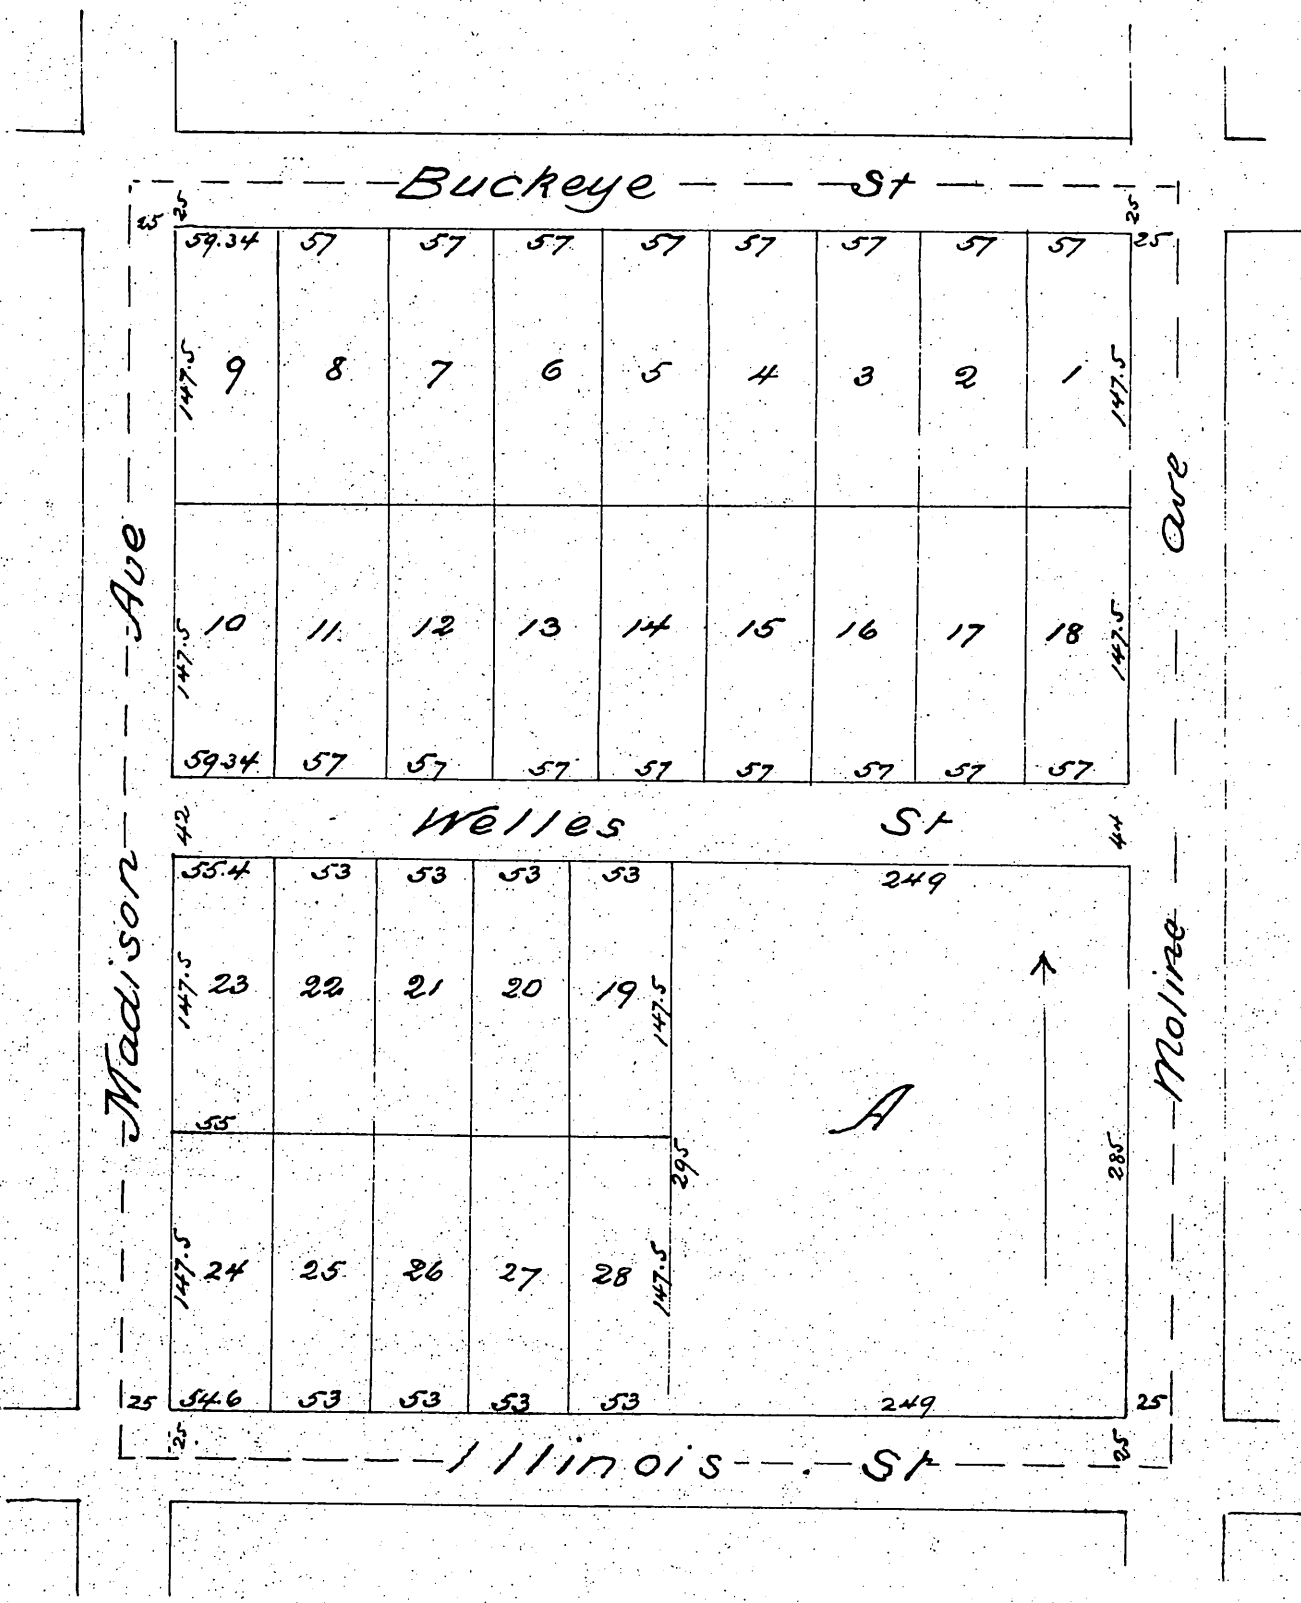 Buckeye St
25 25 25 25
59.34 57 57 57 57 57 57 57 57
147.5 9 8 7 6 5 4 3 2 1 147.5
Madison Ave
Moline ave
147.5 10 11 12 13 14 15 16 17 18 147.5
59.34 57 57 57 57 57 57 57 57
42 Welles St 44
55.4 53 53 53 53 249
147.5 23 22 21 20 19 147.5
A
55
295 285
147.5 24 25 26 27 28 147.5
25 54.6 53 53 53 53 249 25
25 Illinois St 25